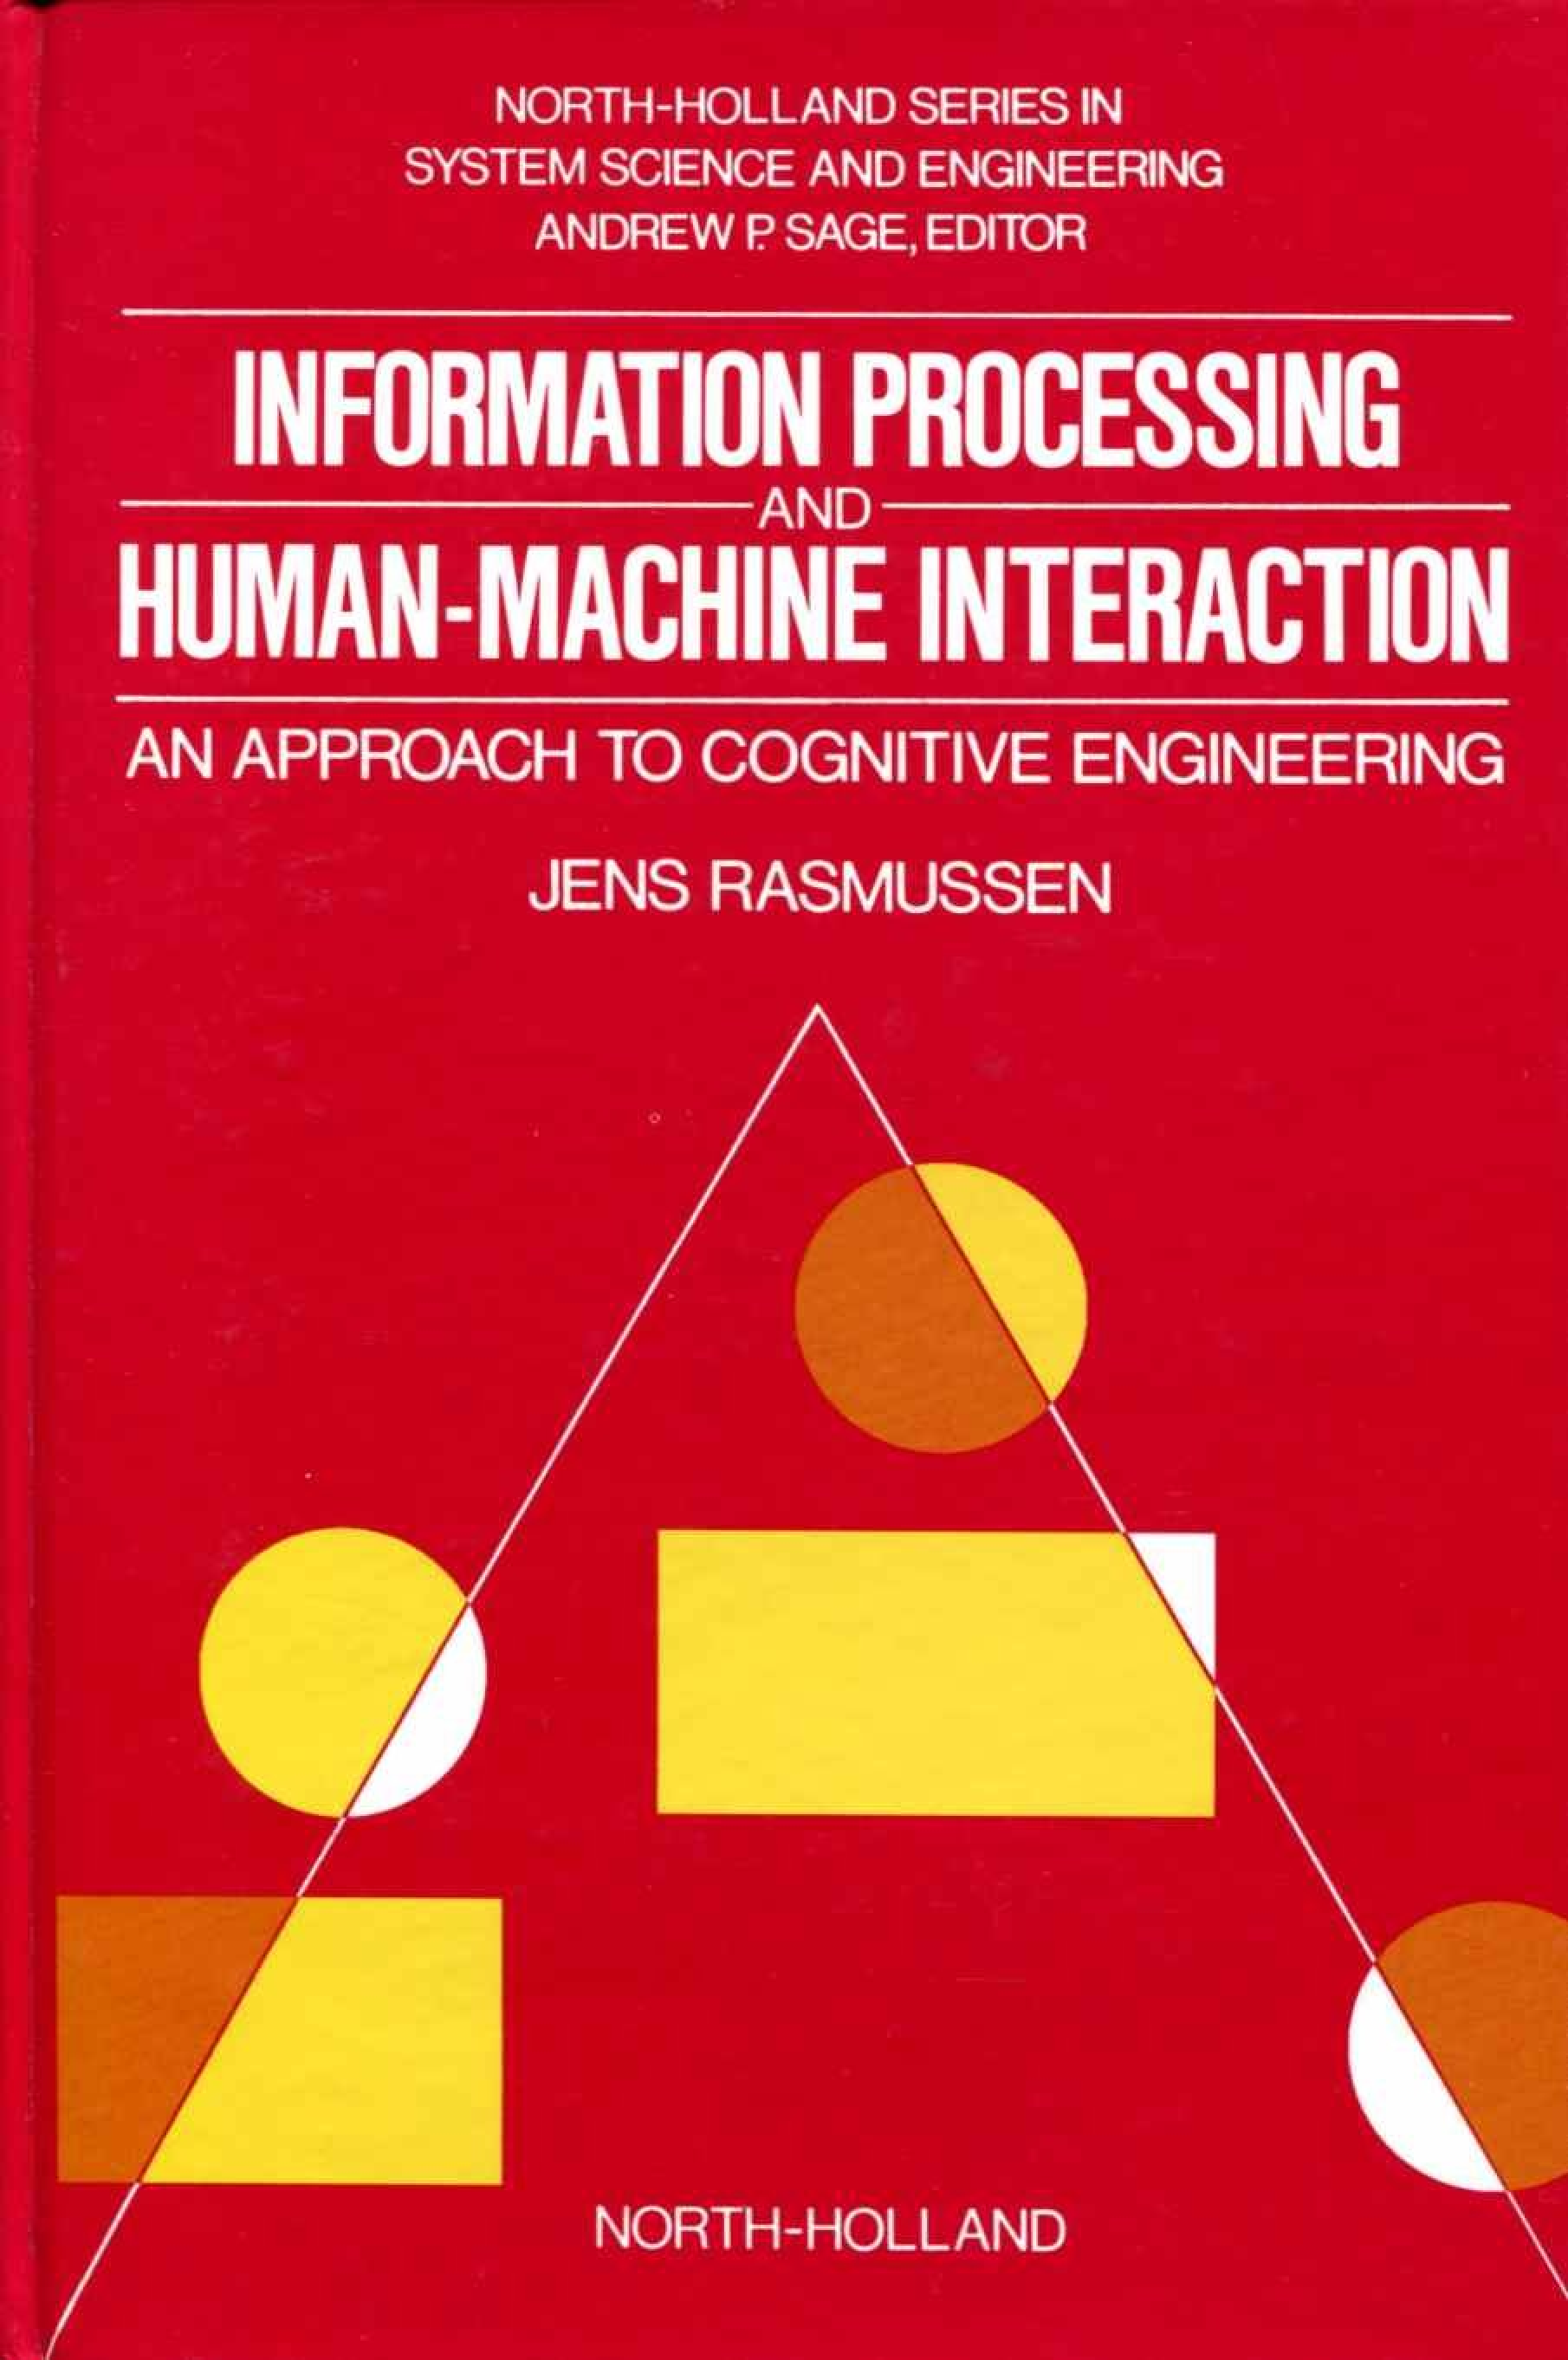 NORTH-HOLLAND SERIES IN
SYSTEM SCIENCE AND ENGINEERING
ANDREW P. SAGE, EDITOR
INFORMATION PROCESSING
AND
HUMAN-MACHINE INTERACTION
AN APPROACH TO COGNITIVE ENGINEERING
JENS RASMUSSEN
NORTH-HOLLAND